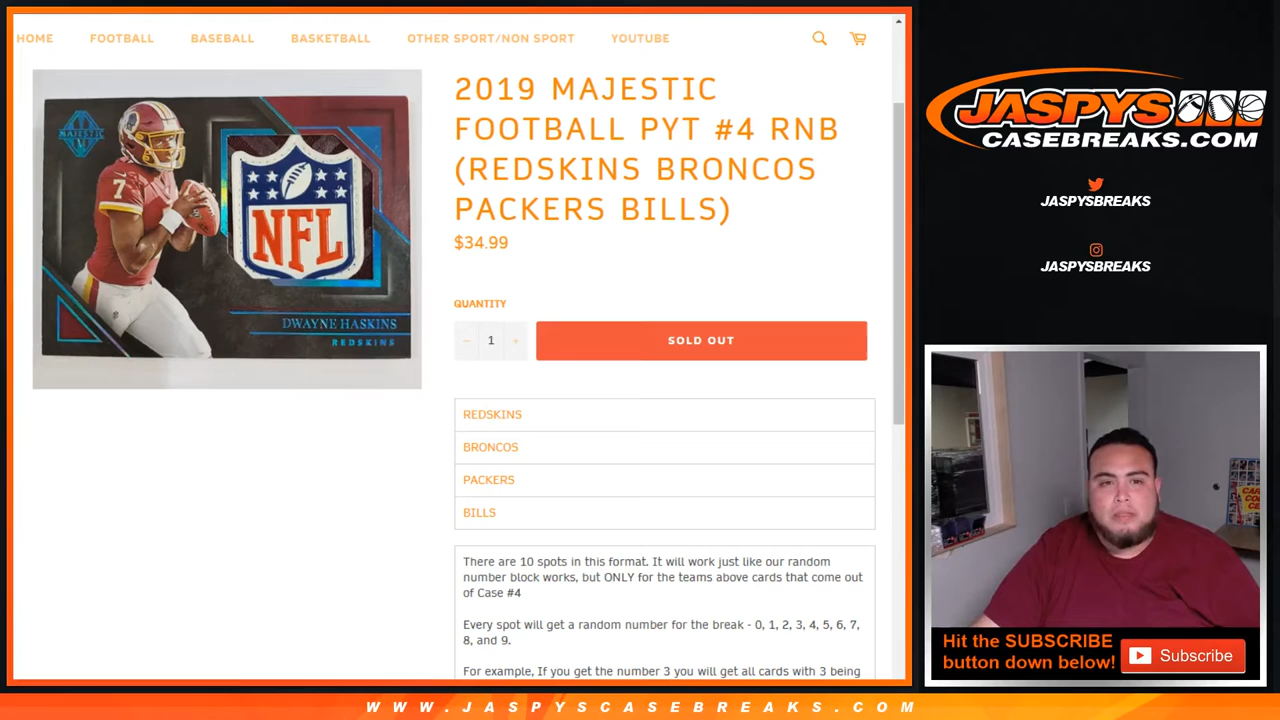 HOME FOOTBALL BASEBALL BASKETBALL OTHER SPORT/NON SPORT YOUTUBE
MAJESTIC
7
NFL
DWAYNE HASKINS
REDSKINS
2019 MAJESTIC
FOOTBALL PYT #4 RNB
(REDSKINS BRONCOS
PACKERS BILLS)
$34.99
QUANTITY
− 1 +
SOLD OUT
REDSKINS
BRONCOS
PACKERS
BILLS
There are 10 spots in this format. It will work just like our random
number block works, but ONLY for the teams above cards that come out
of Case #4
Every spot will get a random number for the break - 0, 1, 2, 3, 4, 5, 6, 7,
8, and 9.
For example, If you get the number 3 you will get all cards with 3 being
JASPYS
CASEBREAKS.COM
JASPYSBREAKS
JASPYSBREAKS
Hit the SUBSCRIBE
button down below!
Subscribe
WWW.JASPYSCASEBREAKS.COM